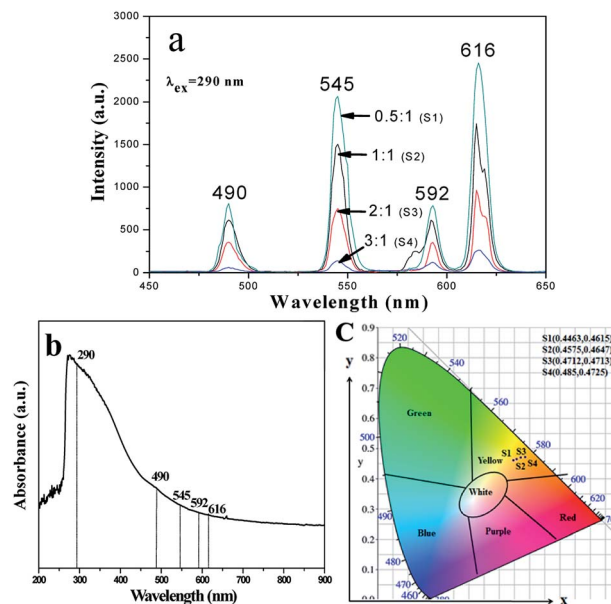 a
λex=290 nm
Intensity (a.u.)
3000
2500
2000
1500
1000
500
0
490
545
592
616
0.5:1 (S1)
1:1 (S2)
2:1 (S3)
3:1 (S4)
450
500
550
600
650
Wavelength (nm)
b
Absorbance (a.u.)
290
490
545
592
616
200 300 400 500 600 700 800 900
Wavelength (nm)
C
S1(0.4463,0.4615)
S2(0.4575,0.4647)
S3(0.4712,0.4713)
S4(0.485,0.4725)
y
0.9
0.8
0.7
0.6
0.5
y
0.4
0.3
0.2
0.1
0.0
520
540
560
580
600
620
500
490
480
470
460
Green
Yellow
S1
S3
S2
S4
White
Blue
Purple
Red
x